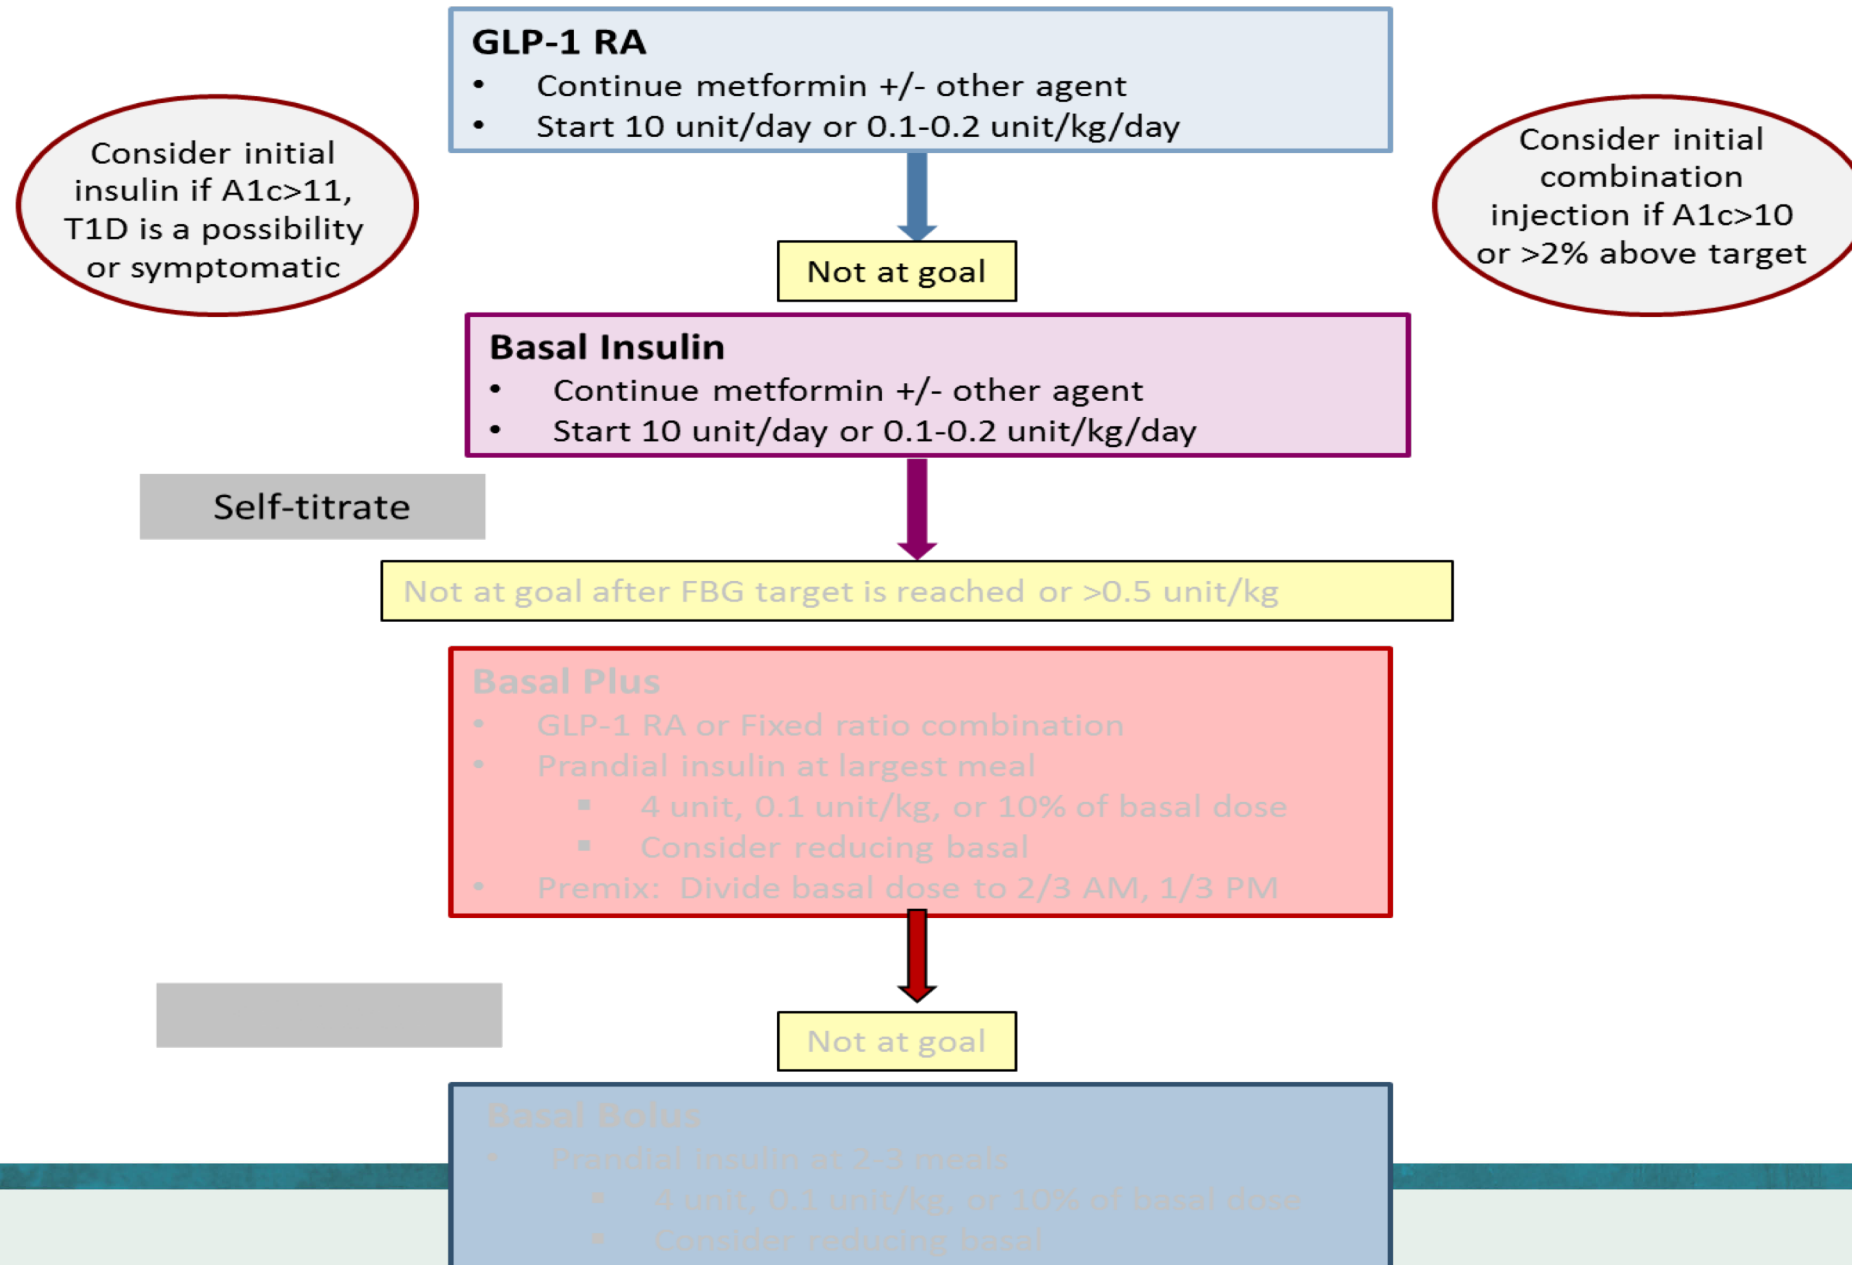 GLP-1 RA
• Continue metformin +/- other agent
• Start 10 unit/day or 0.1-0.2 unit/kg/day
Consider initial
insulin if A1c>11,
T1D is a possibility
or symptomatic
Consider initial
combination
injection if A1c>10
or >2% above target
Not at goal
Basal Insulin
• Continue metformin +/- other agent
• Start 10 unit/day or 0.1-0.2 unit/kg/day
Self-titrate
Not at goal after FBG target is reached or >0.5 unit/kg
Basal Plus
• GLP-1 RA or Fixed ratio combination
• Prandial insulin at largest meal
▪ 4 unit, 0.1 unit/kg, or 10% of basal dose
▪ Consider reducing basal
• Premix: Divide basal dose to 2/3 AM, 1/3 PM
Not at goal
Basal Bolus
• Prandial insulin at 2-3 meals
▪ 4 unit, 0.1 unit/kg, or 10% of basal dose
▪ Consider reducing basal